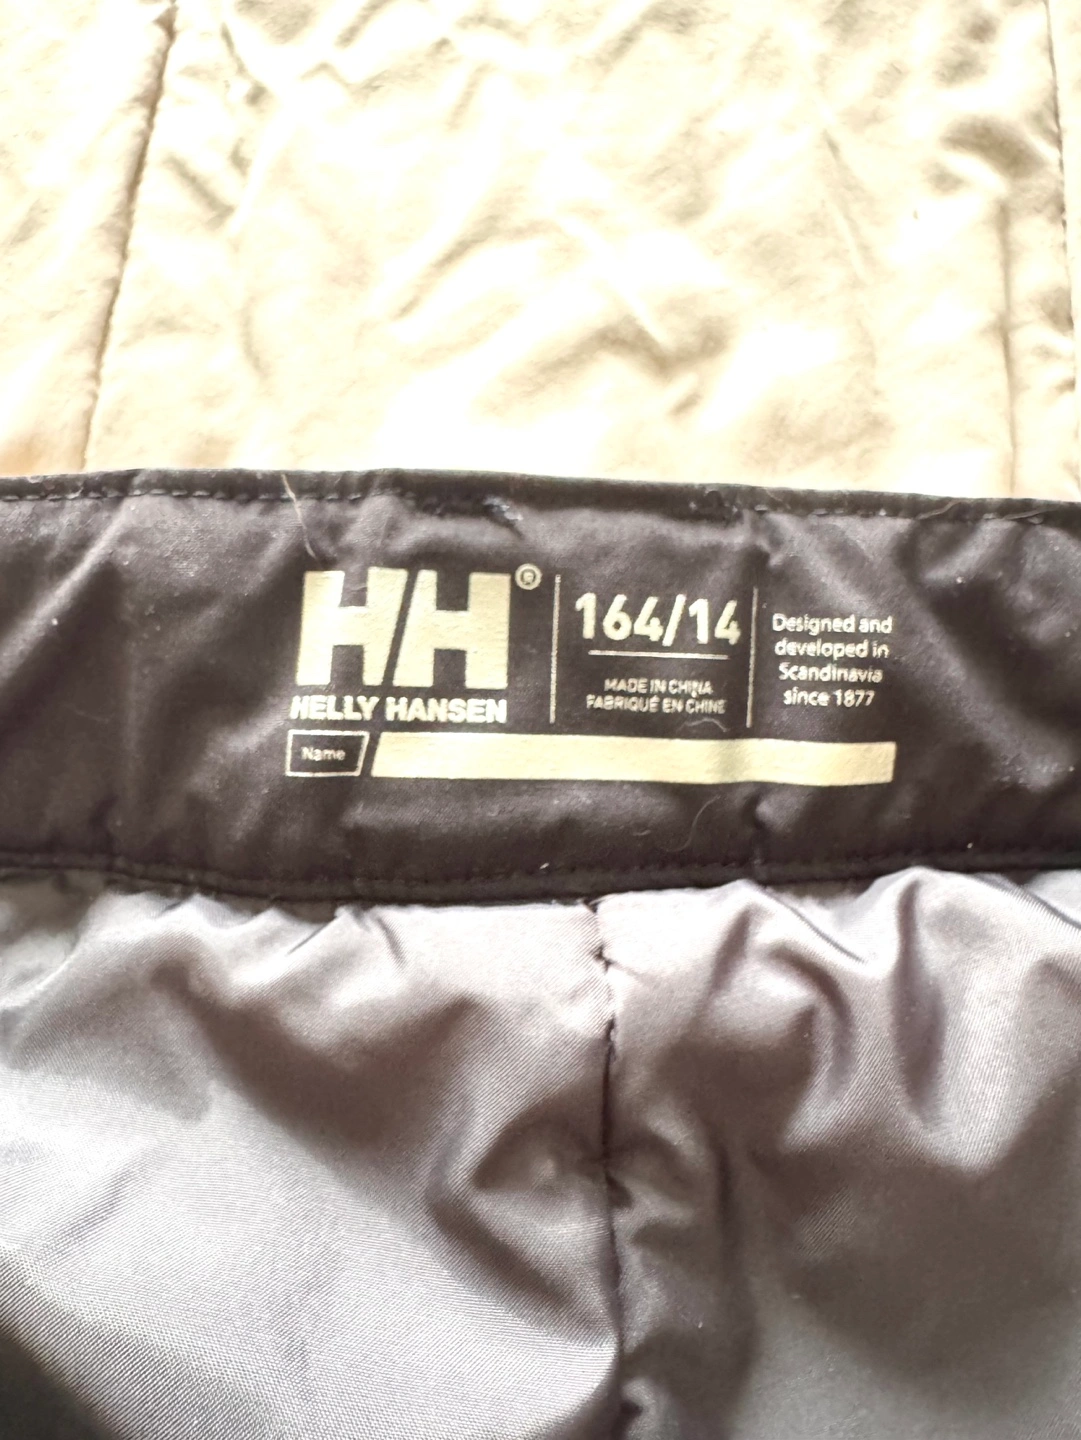 HH®
HELLY HANSEN
164/14
MADE IN CHINA
FABRIQUÉ EN CHINE
Designed and
developed in
Scandinavia
since 1877
Name